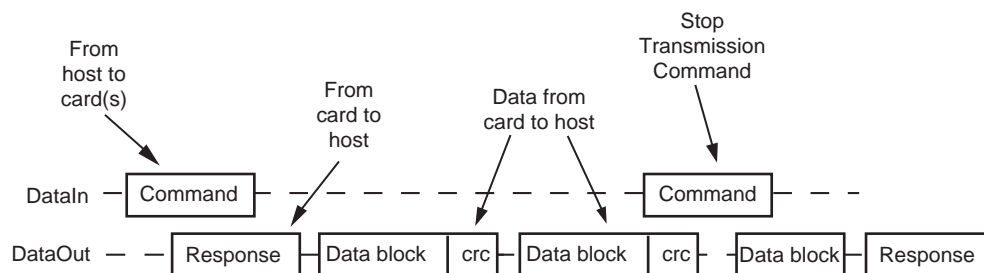 From
host to
card(s)
From
card to
host
Data from
card to host
Stop
Transmission
Command
DataIn Command Command
DataOut Response Data block crc Data block crc Data block Response